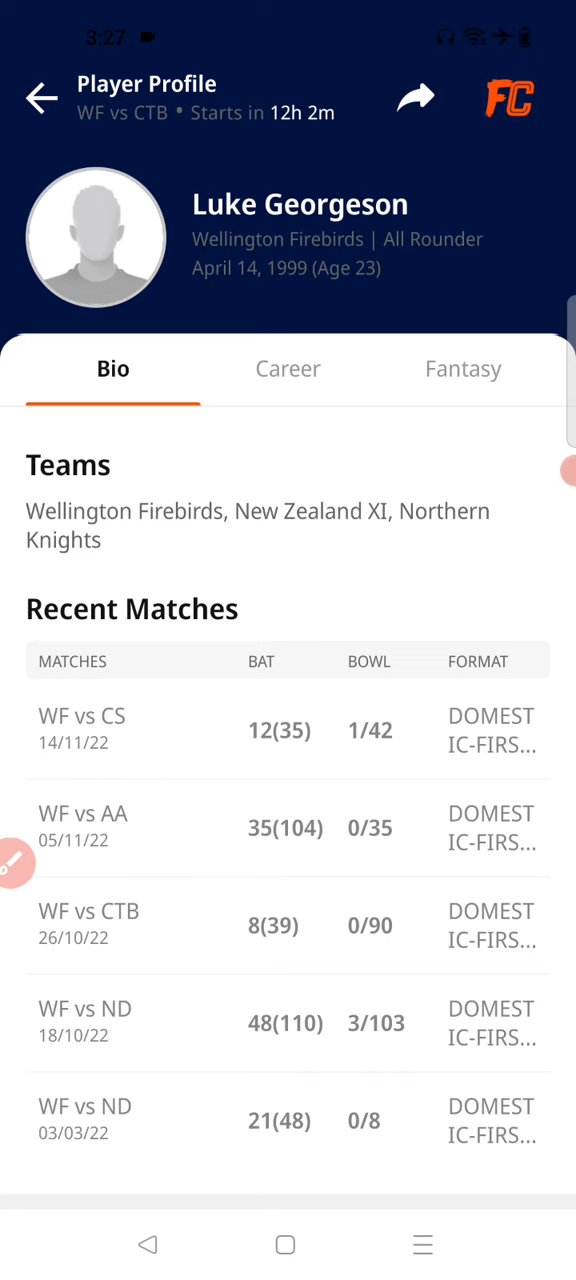 3:27
Player Profile
WF vs CTB • Starts in 12h 2m
FC
Luke Georgeson
Wellington Firebirds | All Rounder
April 14, 1999 (Age 23)
Bio Career Fantasy
Teams
Wellington Firebirds, New Zealand XI, Northern
Knights
Recent Matches
MATCHES BAT BOWL FORMAT
WF vs CS 12(35) 1/42 DOMEST
14/11/22 IC-FIRS...
WF vs AA 35(104) 0/35 DOMEST
05/11/22 IC-FIRS...
WF vs CTB 8(39) 0/90 DOMEST
26/10/22 IC-FIRS...
WF vs ND 48(110) 3/103 DOMEST
18/10/22 IC-FIRS...
WF vs ND 21(48) 0/8 DOMEST
03/03/22 IC-FIRS...